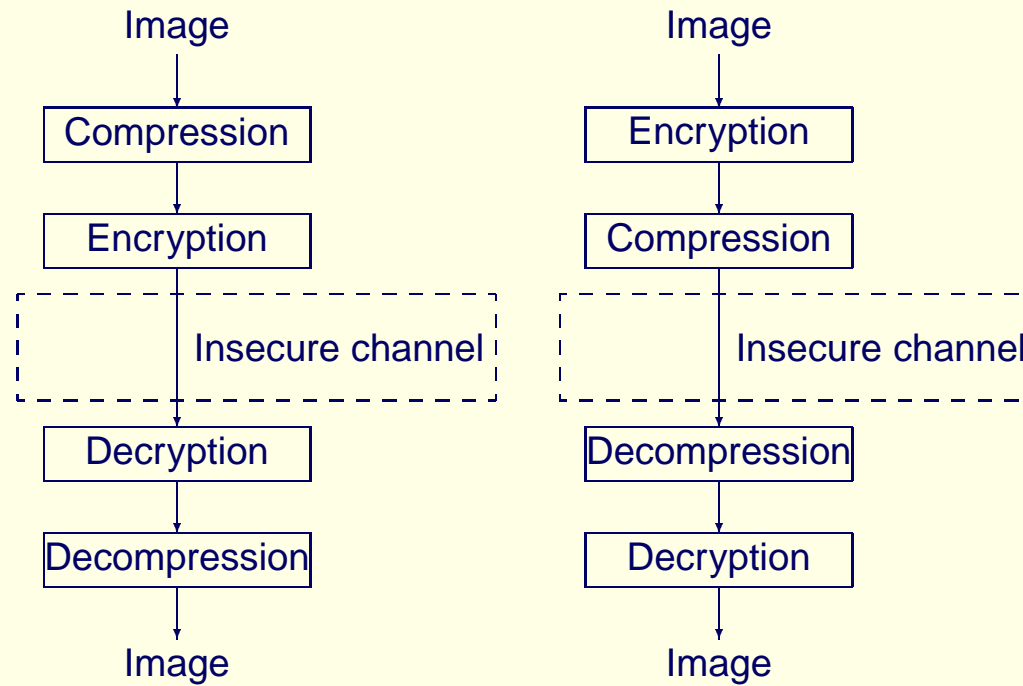 Image
Compression
Encryption
Insecure channel
Decryption
Decompression
Image
Image
Encryption
Compression
Insecure channel
Decompression
Decryption
Image